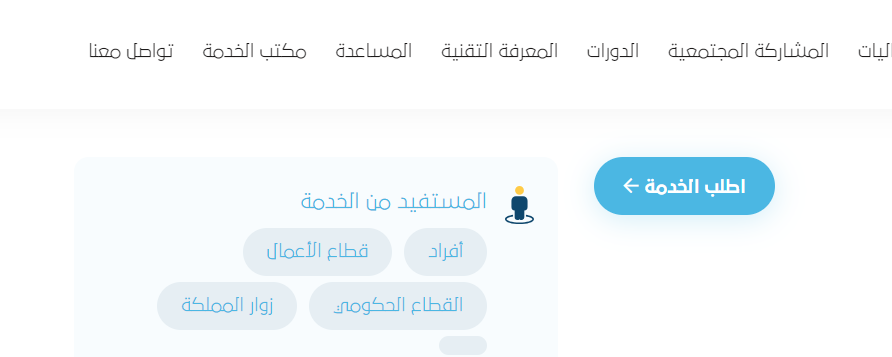 اليات المشاركة المجتمعية الدورات المعرفة التقنية المساعدة مكتب الخدمة تواصل معنا
اطلب الخدمة
المستفيد من الخدمة
أفراد قطاع الأعمال
القطاع الحكومي زوار المملكة